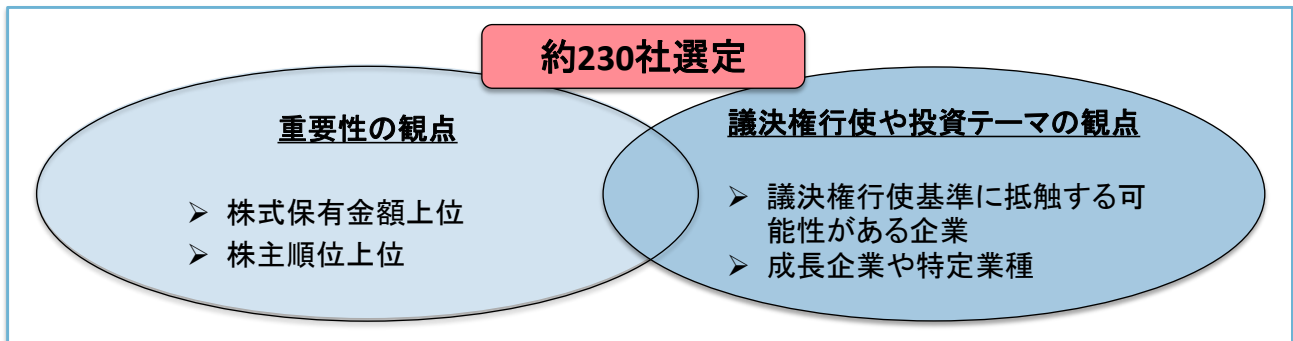 約230社選定
重要性の観点
➢ 株式保有金額上位
➢ 株主順位上位
議決権行使や投資テーマの観点
➢ 議決権行使基準に抵触する可
能性がある企業
➢ 成長企業や特定業種